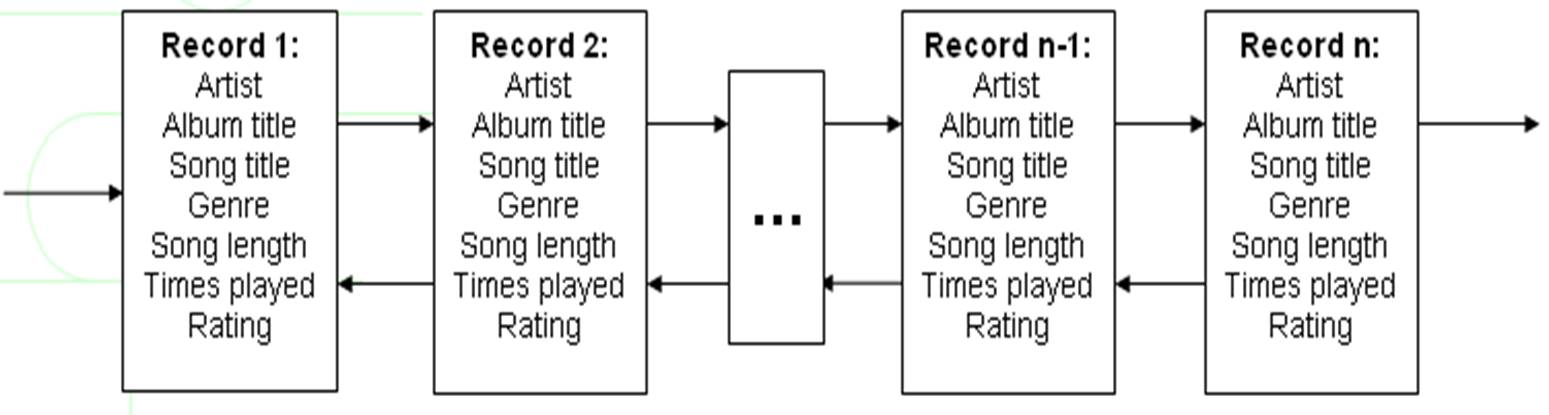 Record 1:
Artist
Album title
Song title
Genre
Song length
Times played
Rating
Record 2:
Artist
Album title
Song title
Genre
Song length
Times played
Rating
...
Record n-1:
Artist
Album title
Song title
Genre
Song length
Times played
Rating
Record n:
Artist
Album title
Song title
Genre
Song length
Times played
Rating